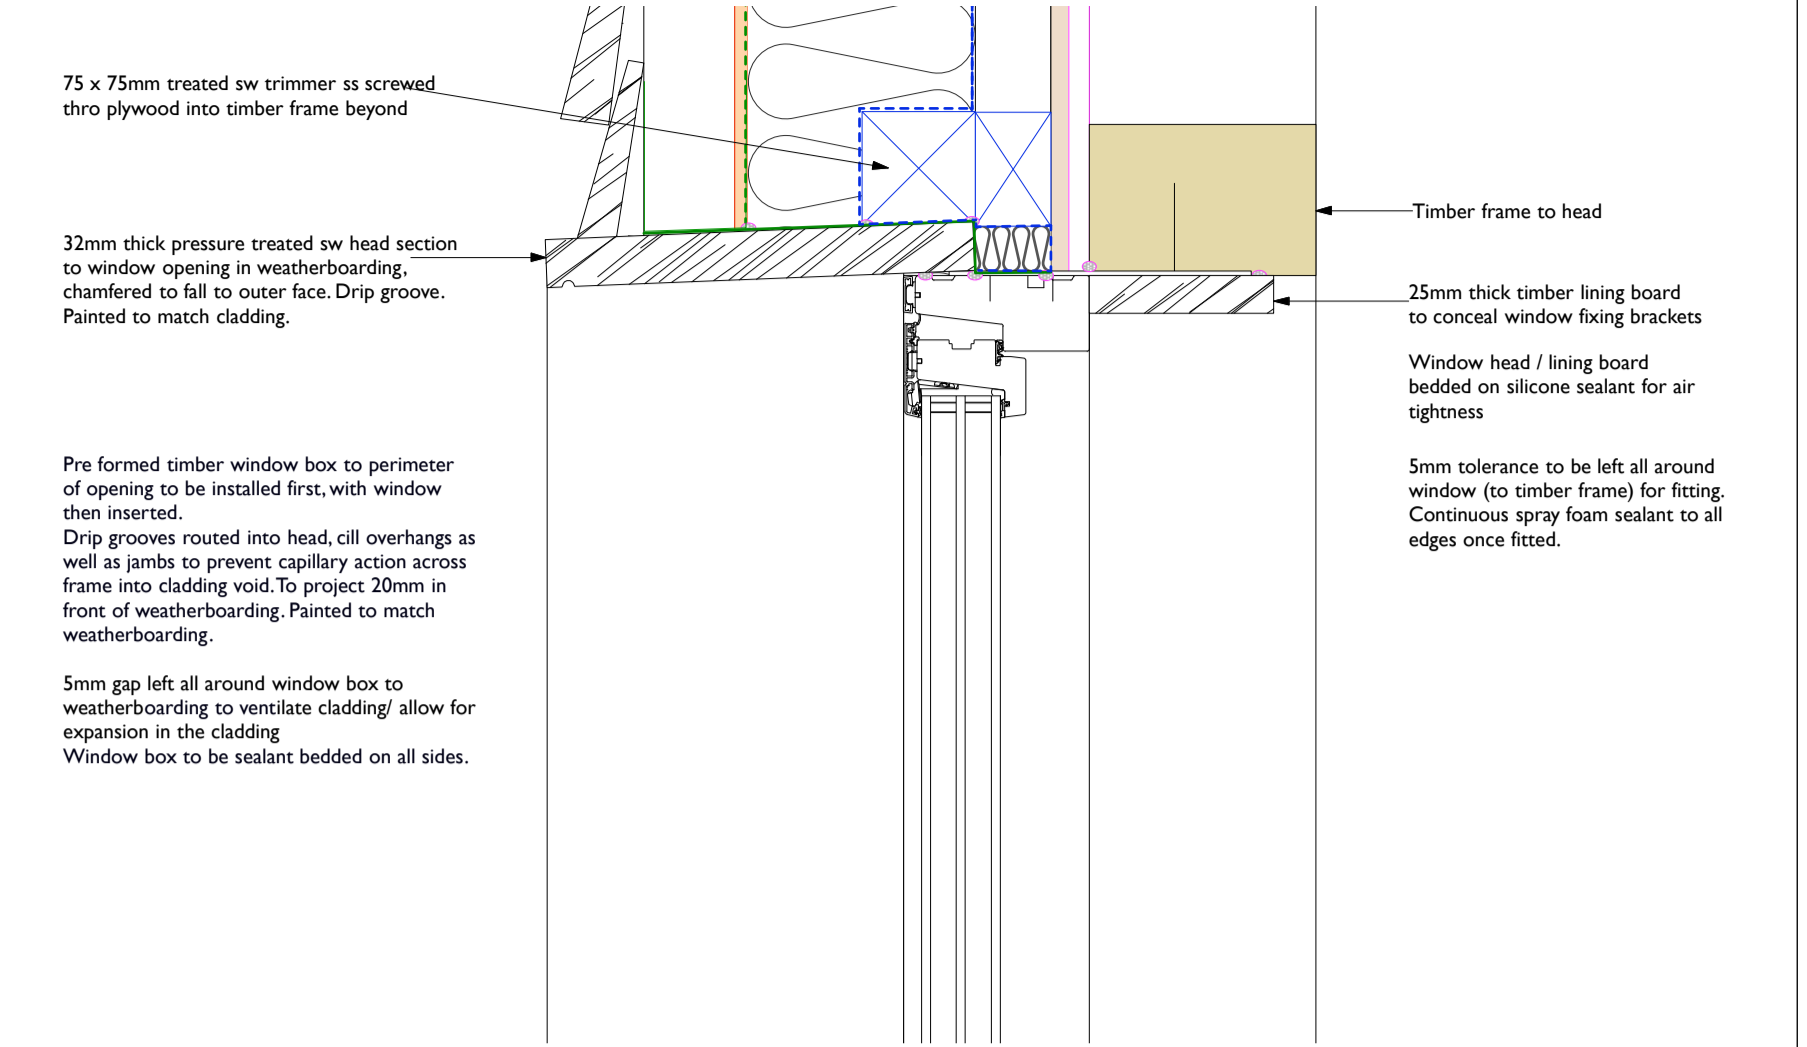 75 x 75mm treated sw trimmer ss screwed
thro plywood into timber frame beyond
32mm thick pressure treated sw head section
to window opening in weatherboarding,
chamfered to fall to outer face. Drip groove.
Painted to match cladding.
Pre formed timber window box to perimeter
of opening to be installed first, with window
then inserted.
Drip grooves routed into head, cill overhangs as
well as jambs to prevent capillary action across
frame into cladding void. To project 20mm in
front of weatherboarding. Painted to match
weatherboarding.
5mm gap left all around window box to
weatherboarding to ventilate cladding/ allow for
expansion in the cladding
Window box to be sealant bedded on all sides.
Timber frame to head
25mm thick timber lining board
to conceal window fixing brackets
Window head / lining board
bedded on silicone sealant for air
tightness
5mm tolerance to be left all around
window (to timber frame) for fitting.
Continuous spray foam sealant to all
edges once fitted.